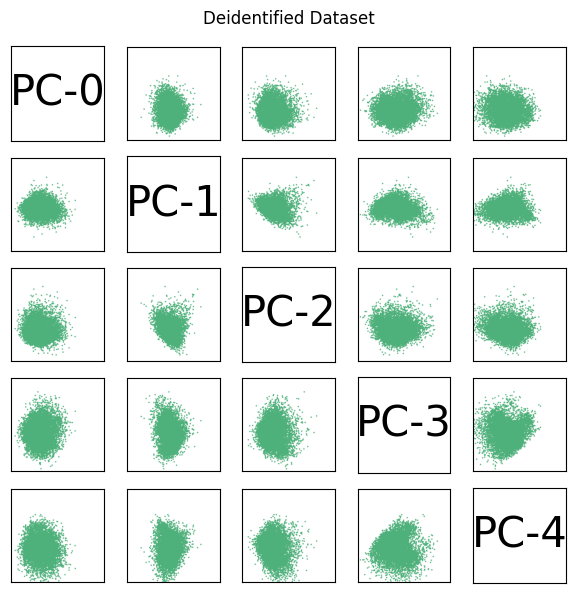 Deidentified Dataset
PC-0
PC-1
PC-2
PC-3
PC-4